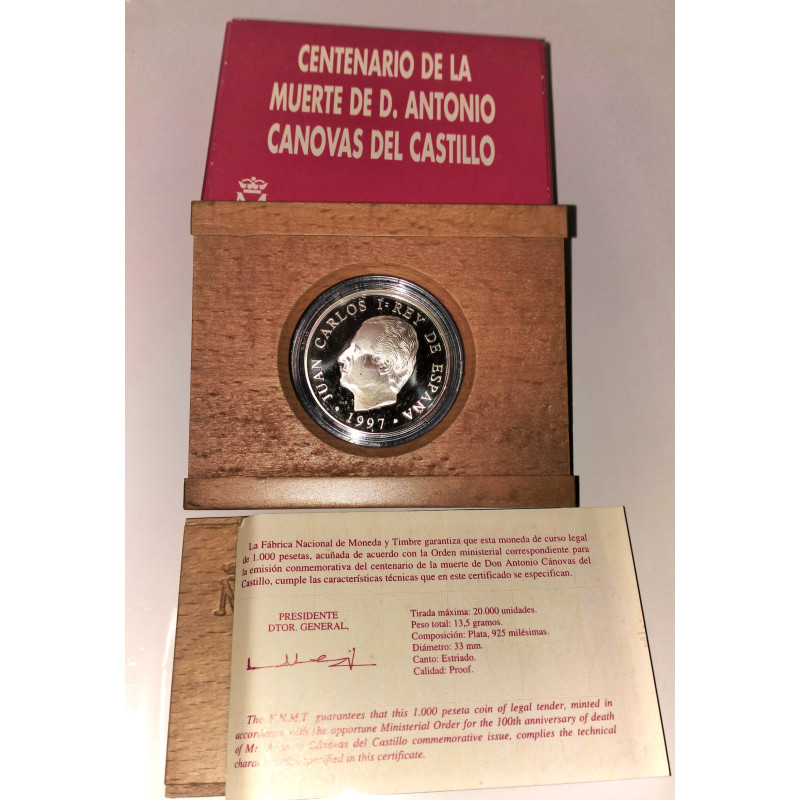 CENTENARIO DE LA
MUERTE DE D. ANTONIO
CANOVAS DEL CASTILLO
M
JUAN CARLOS I REY DE ESPAÑA
1997
La Fábrica Nacional de Moneda y Timbre garantiza que esta moneda de curso legal
de 1.000 pesetas, acuñada de acuerdo con la Orden ministerial correspondiente para
la emisión conmemorativa del centenario de la muerte de Don Antonio Cánovas del
Castillo, cumple las características técnicas que en este certificado se especifican.
PRESIDENTE
DTOR. GENERAL,
Tirada máxima: 20.000 unidades.
Peso total: 13,5 gramos.
Composición: Plata, 925 milésimas.
Diámetro: 33 mm.
Canto: Estriado.
Calidad: Proof.
The F.N.M.T guarantees that this 1.000 peseta coin of legal tender, minted in
accordance with the opportune Ministerial Order for the 100th anniversary of death
of Mr. Antonio Cánovas del Castillo commemorative issue, complies the technical
in this certificate.